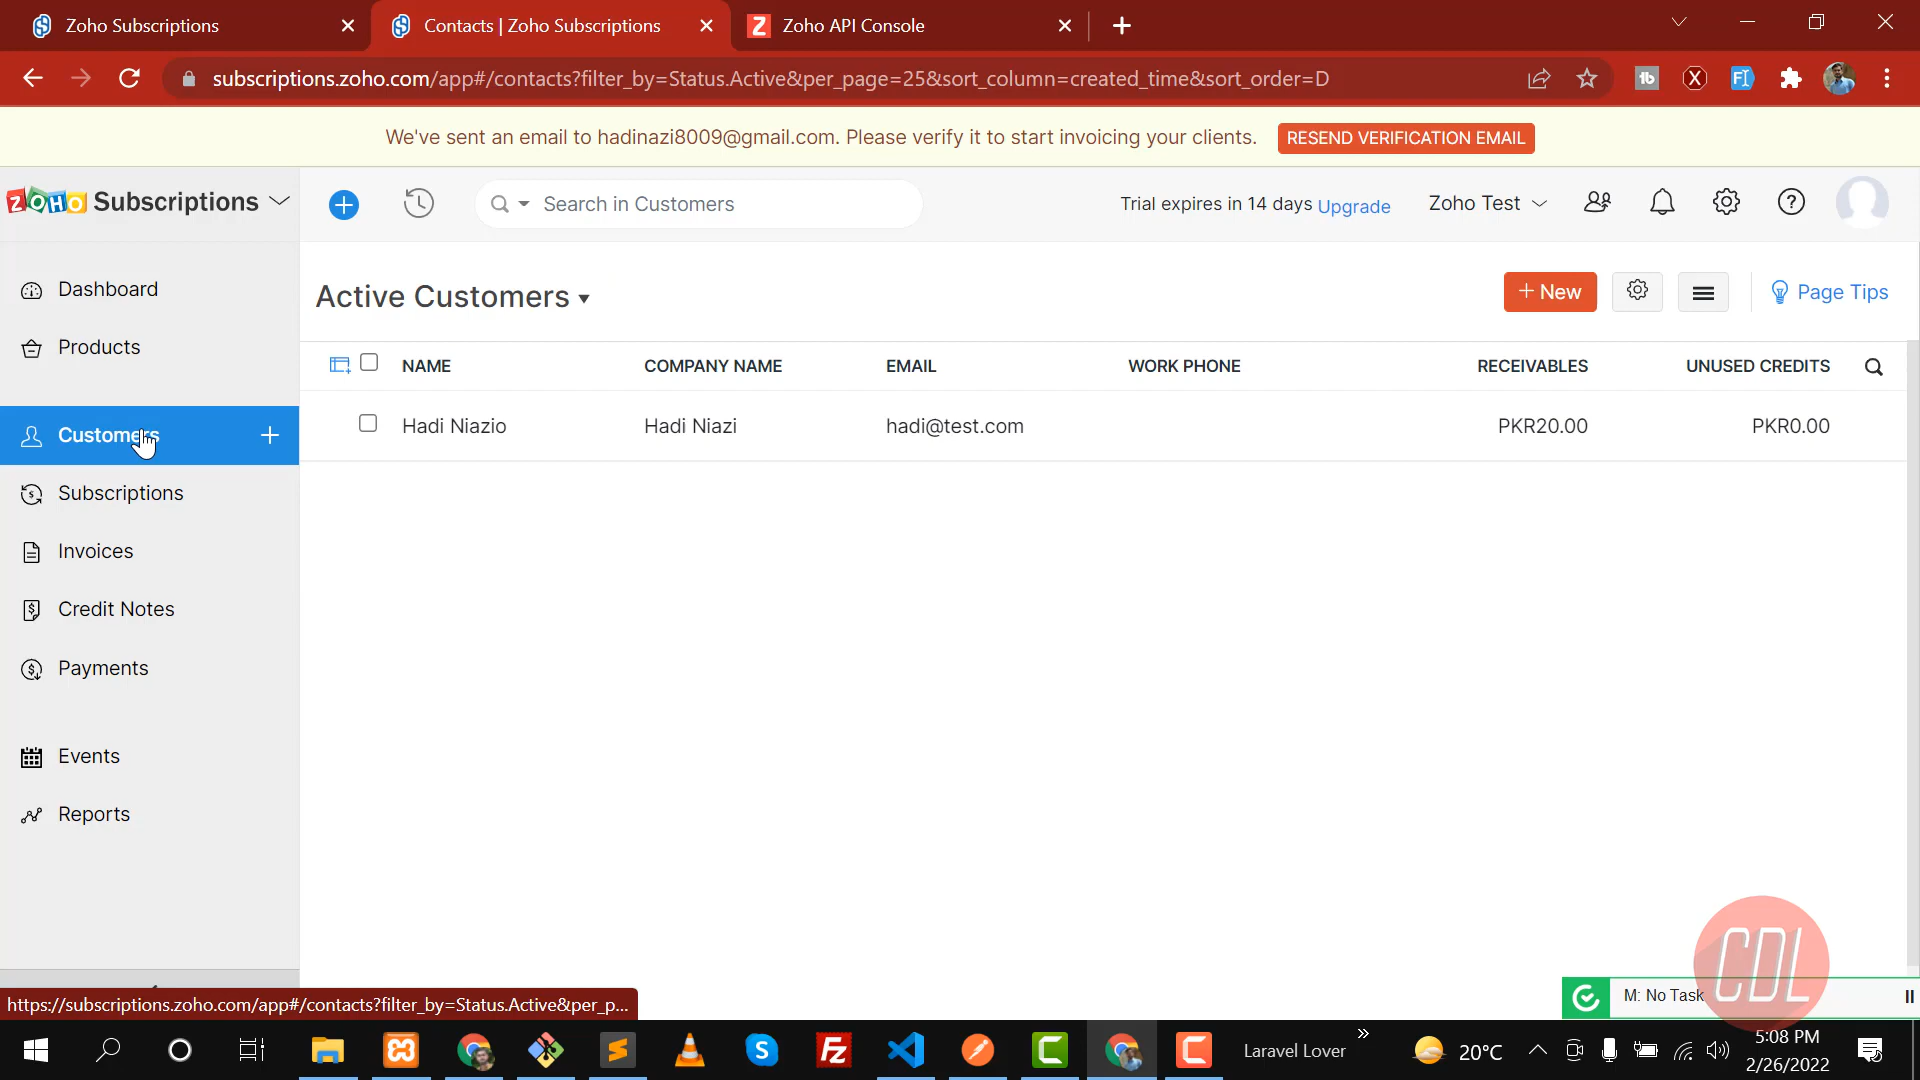 Zoho Subscriptions
Contacts | Zoho Subscriptions
Zoho API Console
subscriptions.zoho.com/app#/contacts?filter_by=Status.Active&per_page=25&sort_column=created_time&sort_order=D
We've sent an email to hadinazi8009@gmail.com. Please verify it to start invoicing your clients.
RESEND VERIFICATION EMAIL
ZOHO Subscriptions
Search in Customers
Trial expires in 14 days Upgrade
Zoho Test
Dashboard
Products
Customers
Subscriptions
Invoices
Credit Notes
Payments
Events
Reports
Active Customers
+ New
Page Tips
NAME COMPANY NAME EMAIL WORK PHONE RECEIVABLES UNUSED CREDITS
Hadi Niazio Hadi Niazi hadi@test.com PKR20.00 PKR0.00
https://subscriptions.zoho.com/app#/contacts?filter_by=Status.Active&per_p...
M: No Task
CDL
Laravel Lover
20°C
5:08 PM
2/26/2022